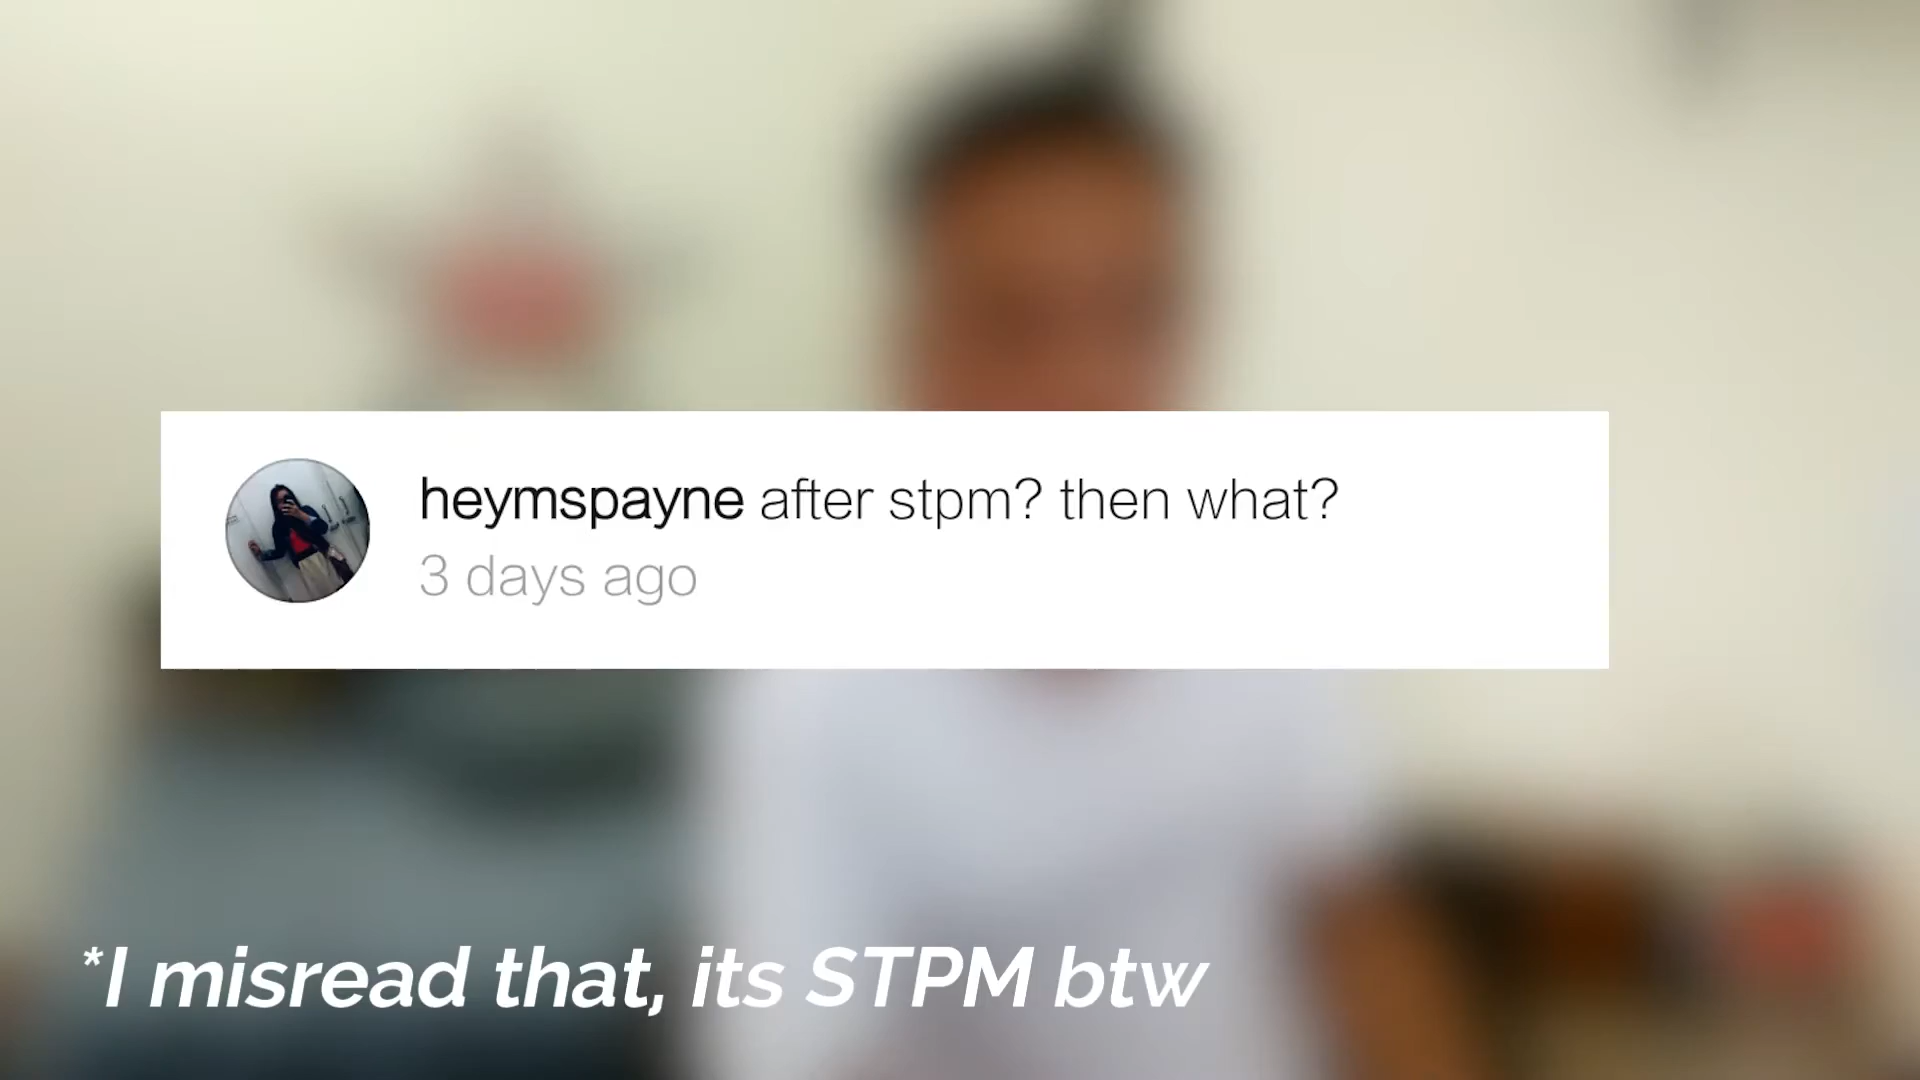 heymspayne after stpm? then what?
3 days ago
*I misread that, its STPM btw